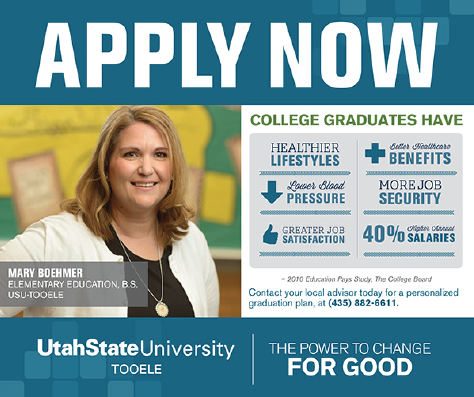 APPLY NOW
COLLEGE GRADUATES HAVE
HEALTHIER
LIFESTYLES
Better Healthcare
BENEFITS
Lower Blood
PRESSURE
MORE JOB
SECURITY
GREATER JOB
SATISFACTION
40% Higher Annual
SALARIES
~ 2010 Education Pays Study, The College Board
Contact your local advisor today for a personalized
graduation plan, at (435) 882-6611.
MARY BOEHMER
ELEMENTARY EDUCATION, B.S.
USU-TOOELE
UtahStateUniversity
TOOELE
THE POWER TO CHANGE
FOR GOOD